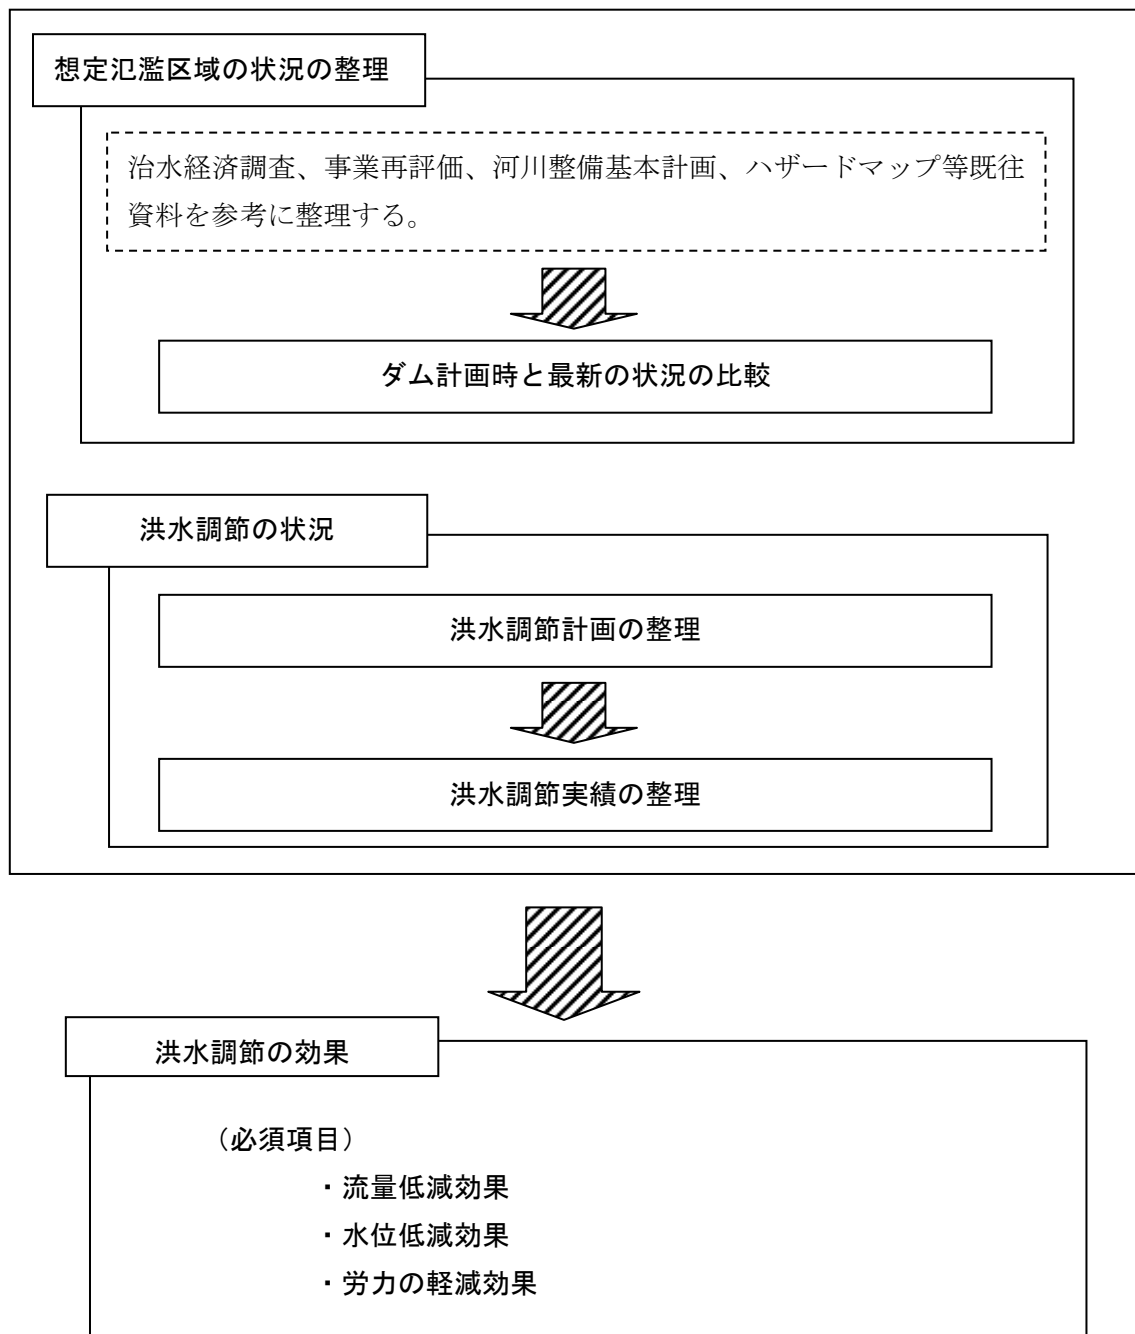 想定氾濫区域の状況の整理
治水経済調査、事業再評価、河川整備基本計画、ハザードマップ等既往
資料を参考に整理する。
ダム計画時と最新の状況の比較
洪水調節の状況
洪水調節計画の整理
洪水調節実績の整理
洪水調節の効果
（必須項目）
・流量低減効果
・水位低減効果
・労力の軽減効果